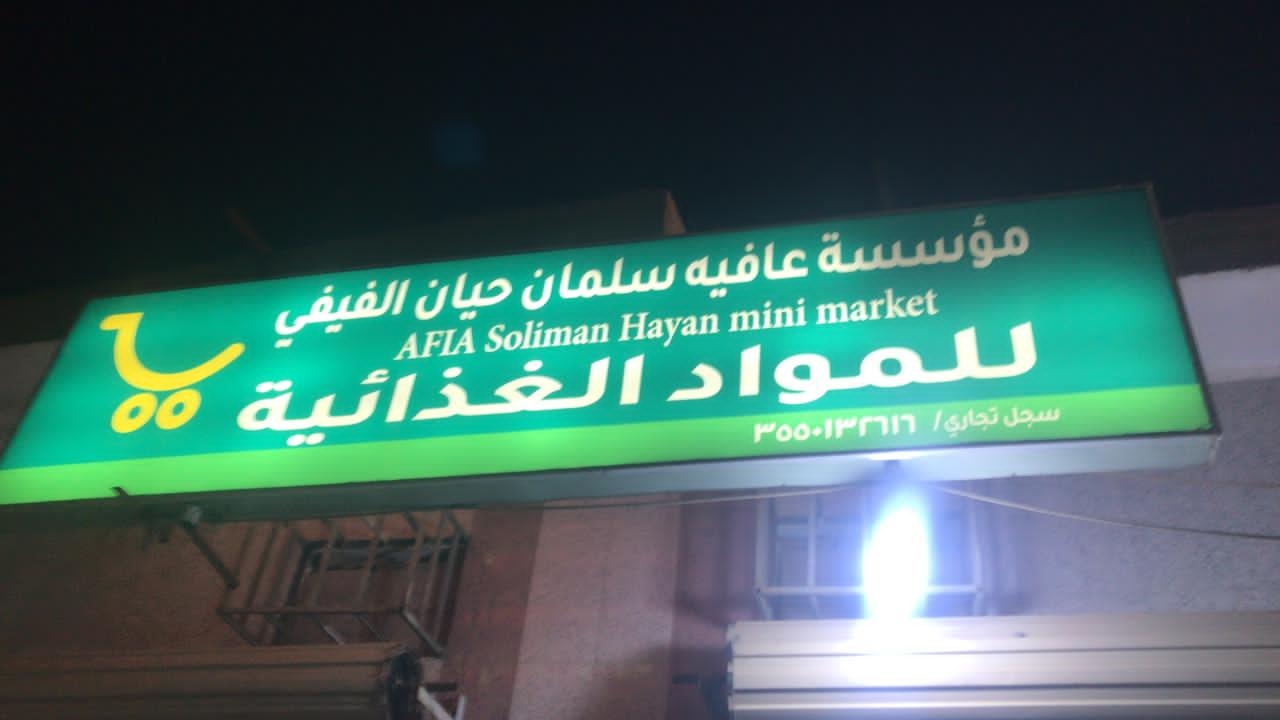 مؤسسة عافيه سلمان حيان الفيفي
AFIA Soliman Hayan mini market
للمواد الغذائية
سجل تجاري/ ٣٥٥٠١٣٢٦١٦